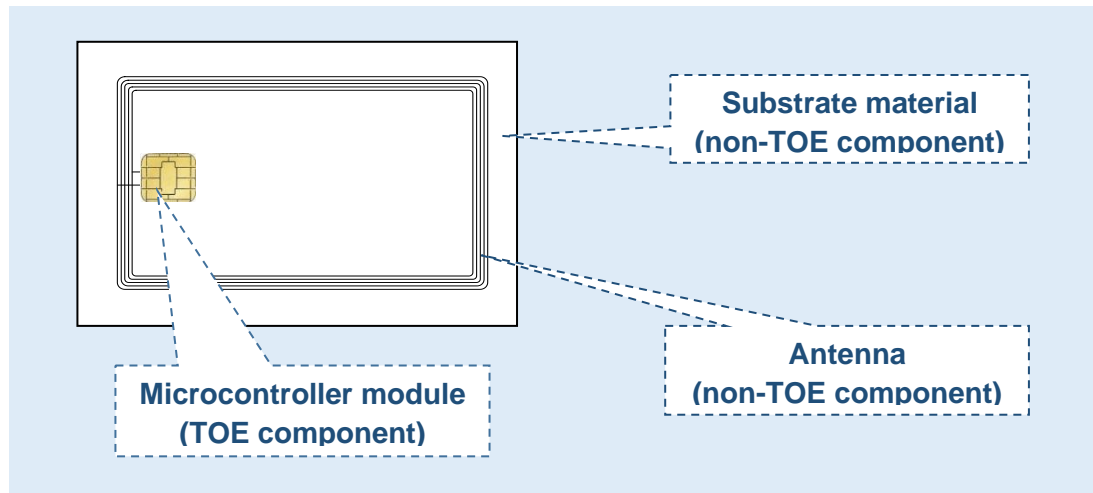 Substrate material
(non-TOE component)
Antenna
(non-TOE component)
Microcontroller module
(TOE component)